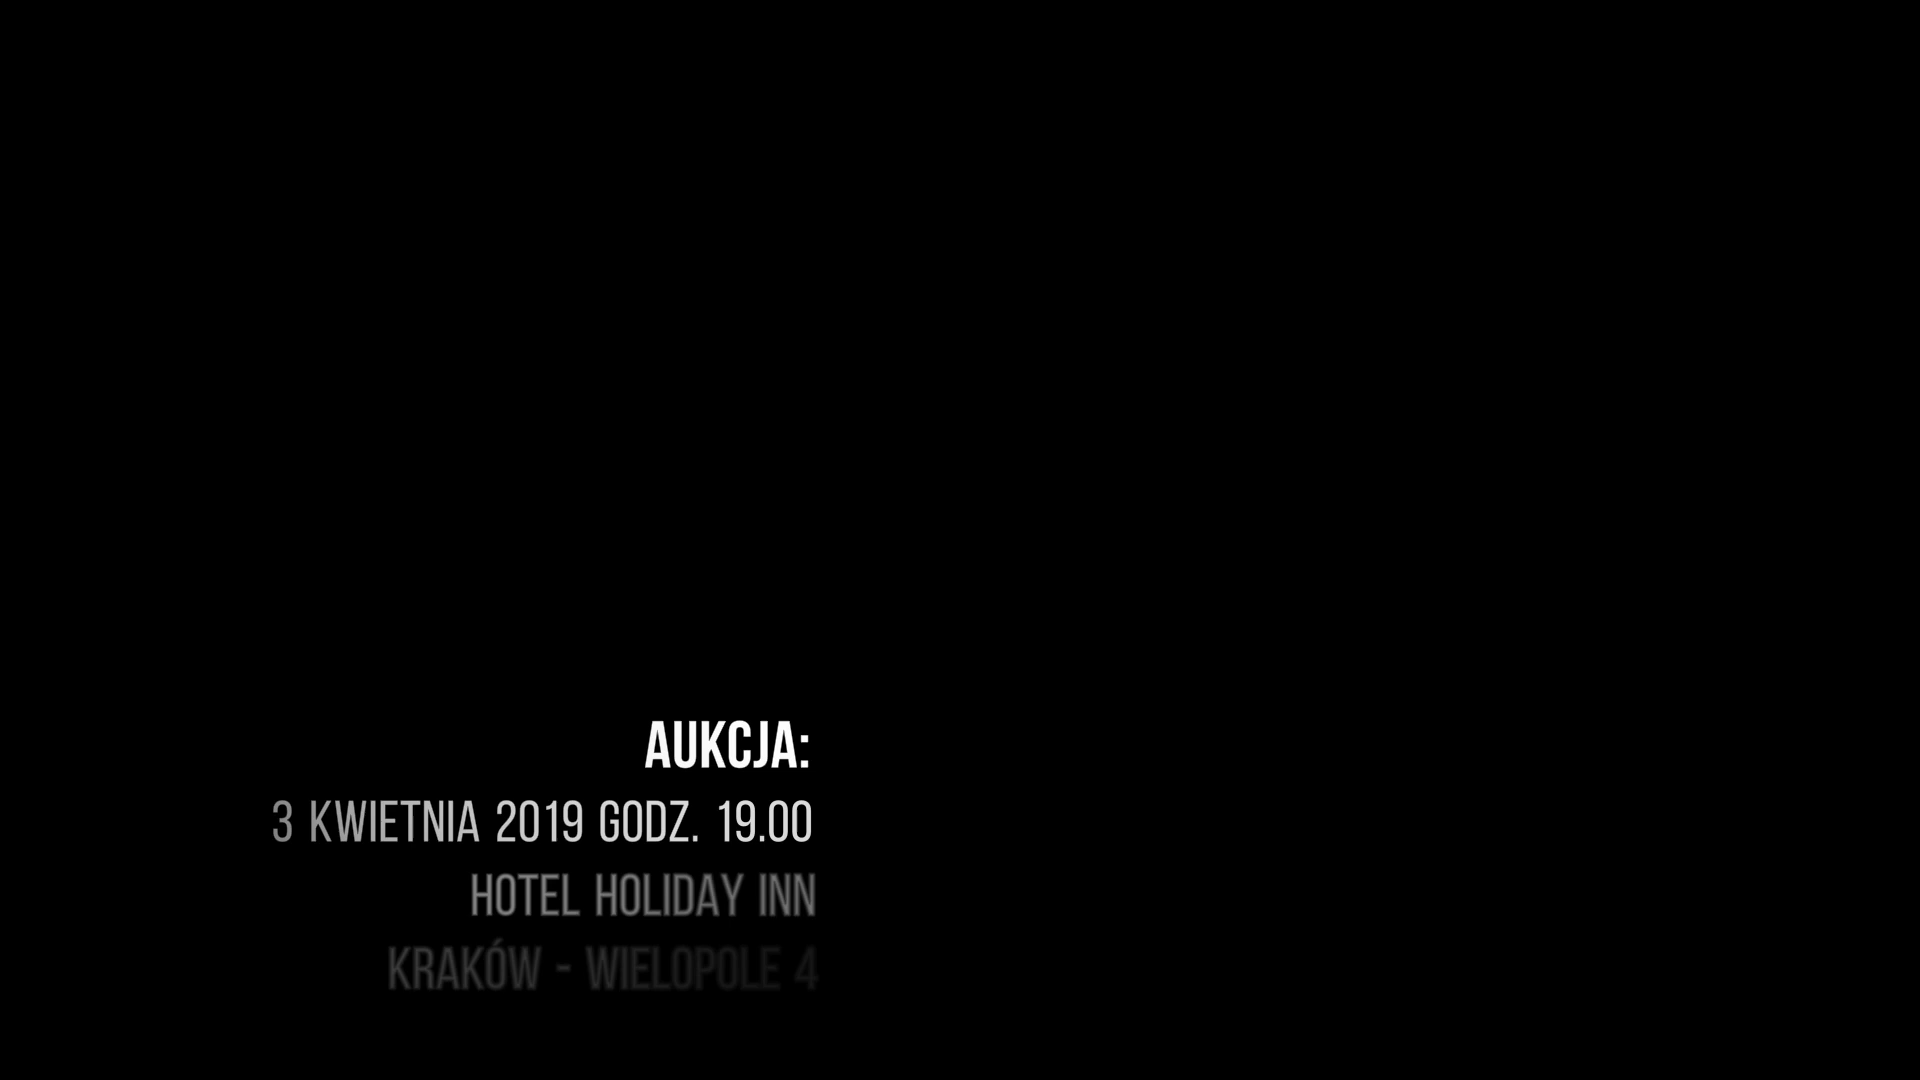 AUKCJA:
3 KWIETNIA 2019 GODZ. 19.00
HOTEL HOLIDAY INN
KRAKÓW - WIELOPOLE 4